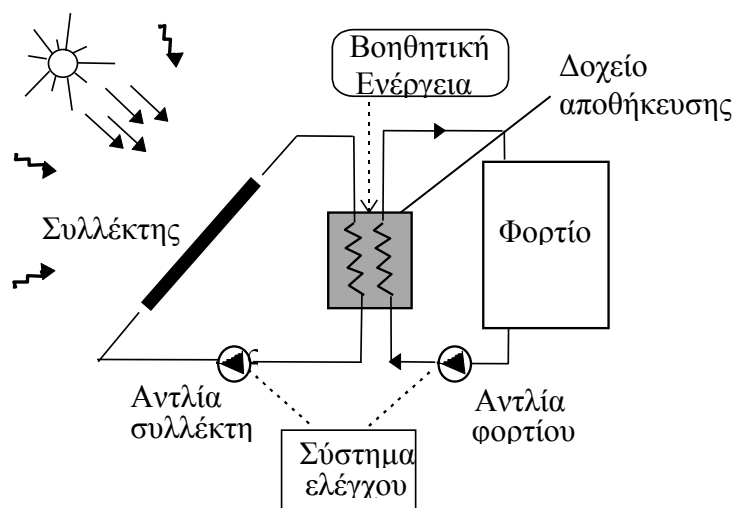 Βοηθητική
Ενέργεια
Δοχείο
αποθήκευσης
Συλλέκτης
Φορτίο
Αντλία
συλλέκτη
Αντλία
φορτίου
Σύστημα
ελέγχου